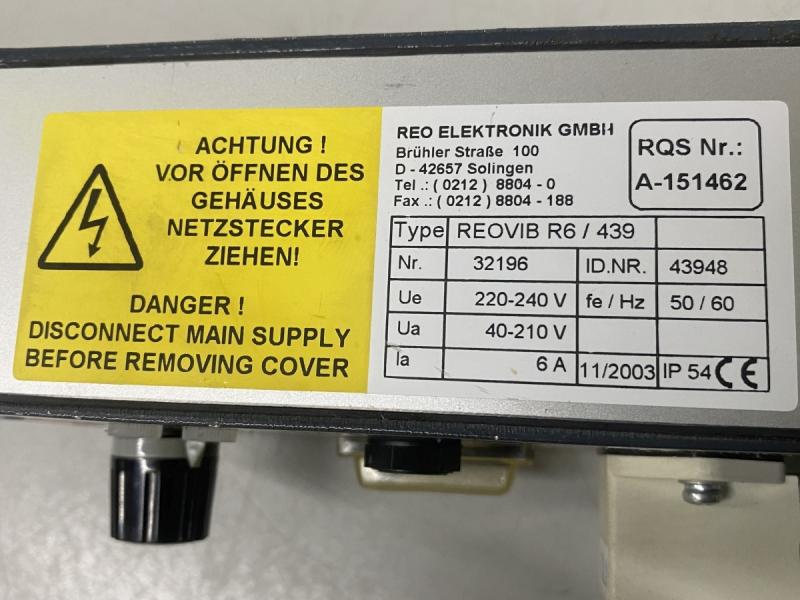 ACHTUNG !
VOR ÖFFNEN DES
GEHÄUSES
NETZSTECKER
ZIEHEN!
DANGER !
DISCONNECT MAIN SUPPLY
BEFORE REMOVING COVER
REO ELEKTRONIK GMBH
Brühler Straße 100
D - 42657 Solingen
Tel .: ( 0212 ) 8804 - 0
Fax .: ( 0212 ) 8804 - 188
RQS Nr.:
A-151462
Type REOVIB R6 / 439
Nr. 32196 ID.NR. 43948
Ue 220-240 V fe / Hz 50 / 60
Ua 40-210 V
Ia 6 A 11/2003 IP 54 CE